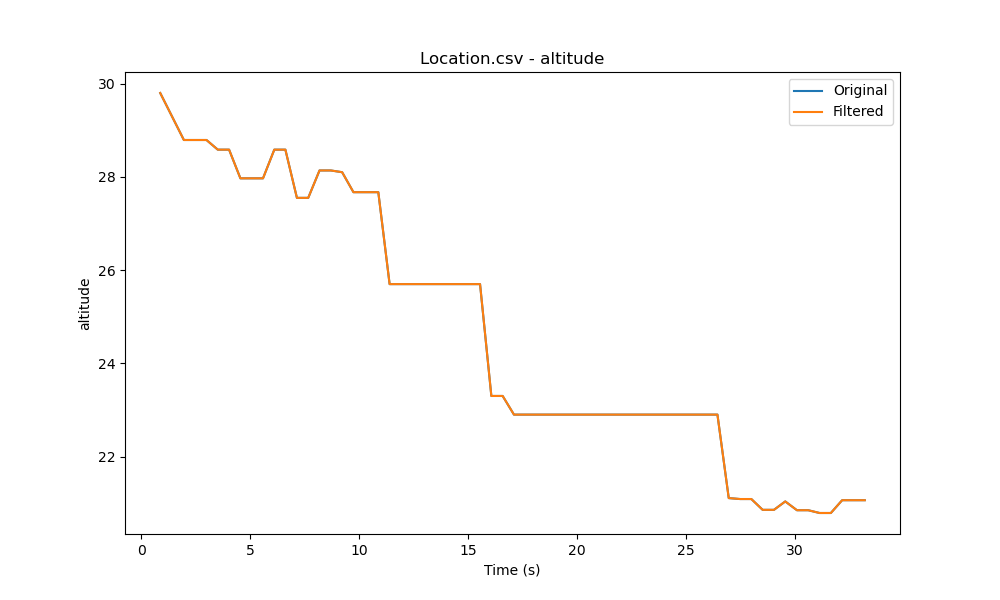 Location.csv - altitude
Original
Filtered
altitude
30
28
26
24
22
0 5 10 15 20 25 30
Time (s)